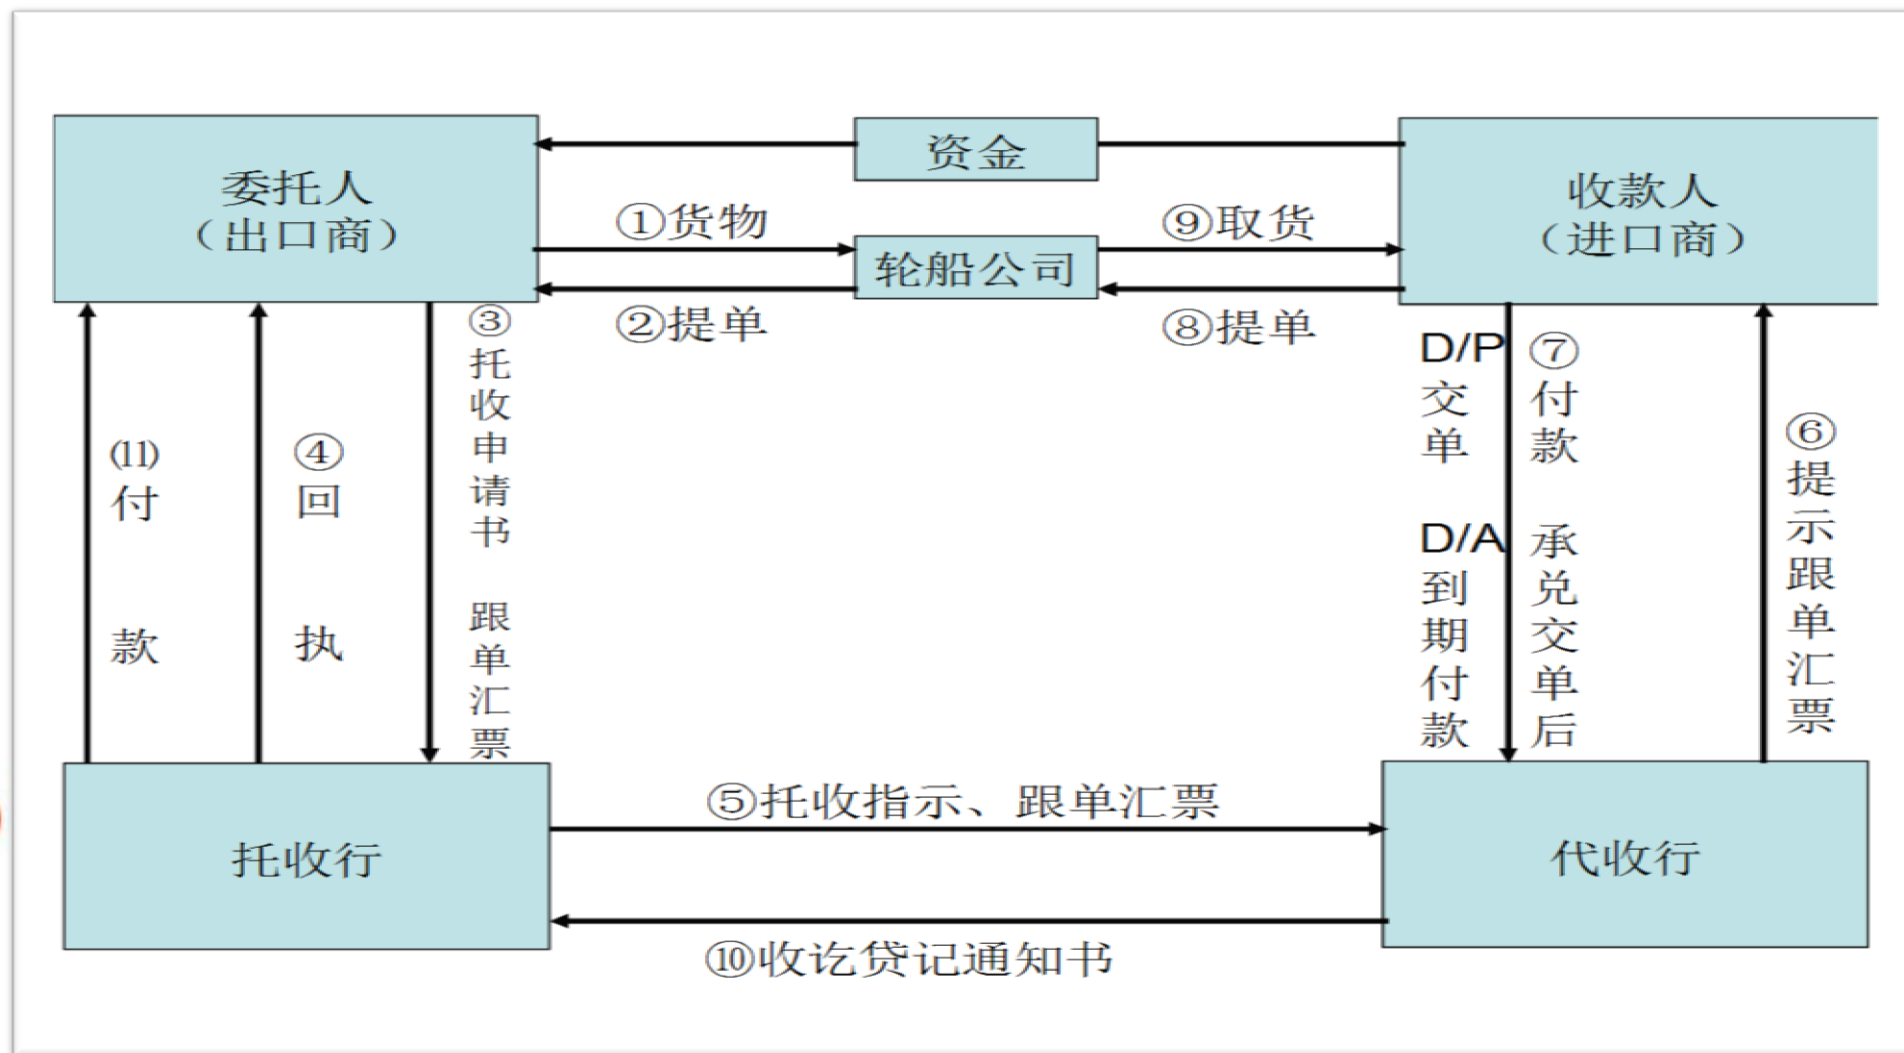 委托人
（出口商）
资金
收款人
（进口商）
①货物
⑨取货
轮船公司
②提单
⑧提单
⑾付款
④回执
③托收申请书 跟单汇票
D/P交单
D/A到期付款
⑦付款 承兑交单后
⑥提示跟单汇票
⑤托收指示、跟单汇票
托收行
代收行
⑩收讫贷记通知书